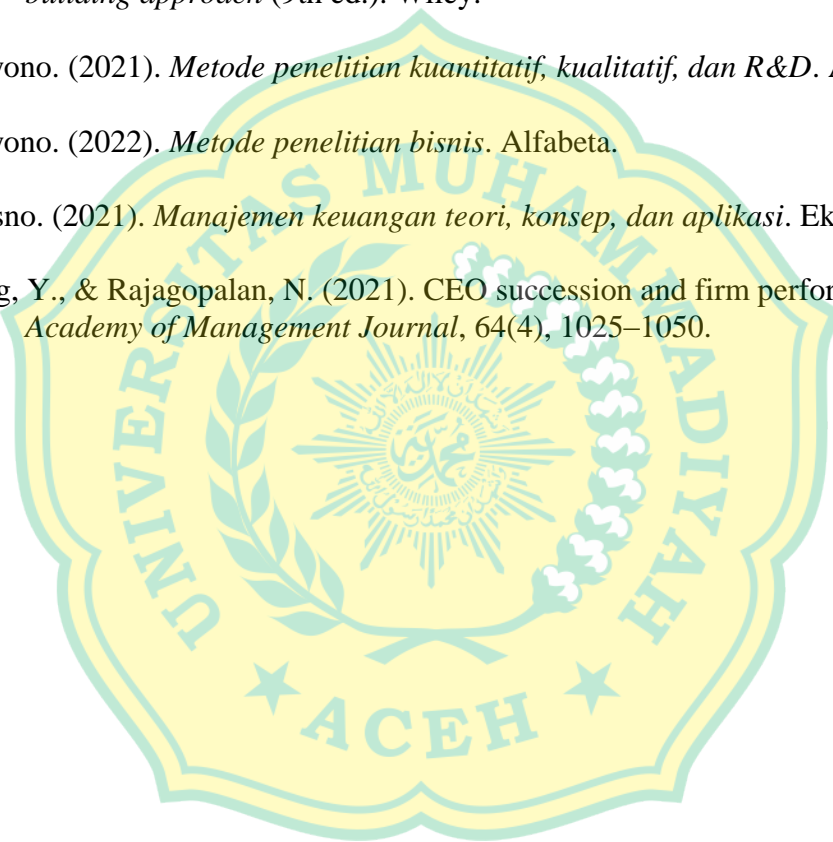 building approach (9th ed.). Wiley.
yono. (2021). Metode penelitian kuantitatif, kualitatif, dan R&D.
yono. (2022). Metode penelitian bisnis. Alfabeta.
sno. (2021). Manajemen keuangan teori, konsep, dan aplikasi. Ek
g, Y., & Rajagopalan, N. (2021). CEO succession and firm perfor
Academy of Management Journal, 64(4), 1025–1050.
UNIVERSITAS MUHAMMADIYAH
ACEH
محمد